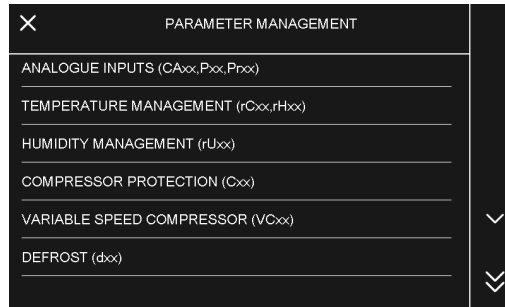 PARAMETER MANAGEMENT
ANALOGUE INPUTS (CAxx,Pxx,Prxx)
TEMPERATURE MANAGEMENT (rCxx,rHxx)
HUMIDITY MANAGEMENT (rUxx)
COMPRESSOR PROTECTION (Cxx)
VARIABLE SPEED COMPRESSOR (VCxx)
DEFROST (dxx)